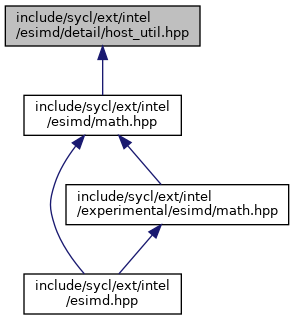 include/sycl/ext/intel
/esimd/detail/host_util.hpp
include/sycl/ext/intel
/esimd/math.hpp
include/sycl/ext/intel
/experimental/esimd/math.hpp
include/sycl/ext/intel
/esimd.hpp